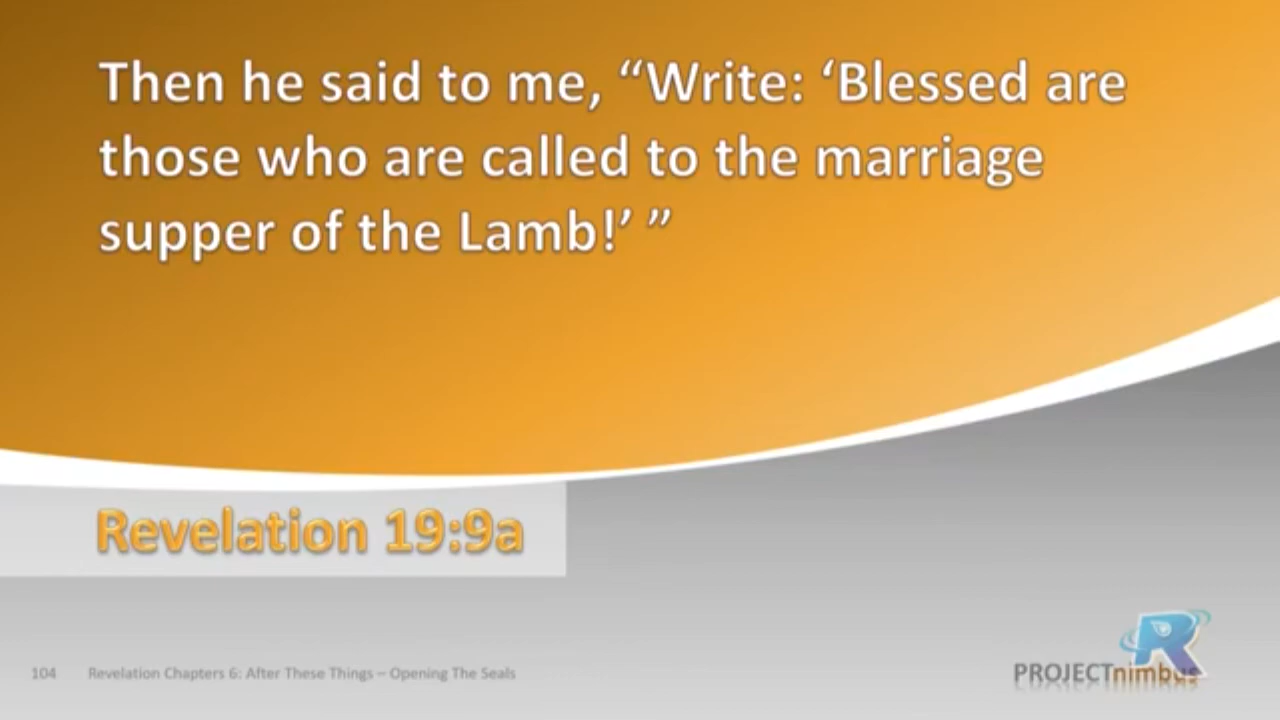 Then he said to me, “Write: ‘Blessed are
those who are called to the marriage
supper of the Lamb!’ ”
Revelation 19:9a
104 Revelation Chapters 6: After These Things – Opening The Seals
PROJECTnimbus